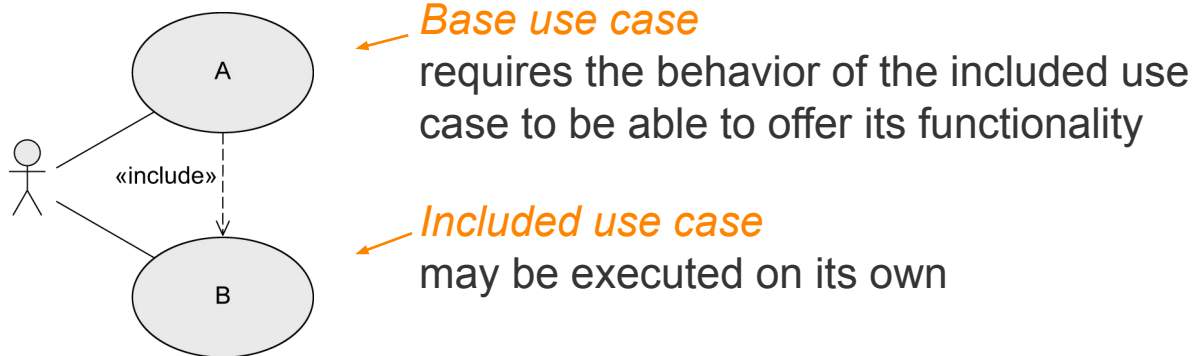 Base use case
A
requires the behavior of the included use
case to be able to offer its functionality
«include»
Included use case
may be executed on its own
B